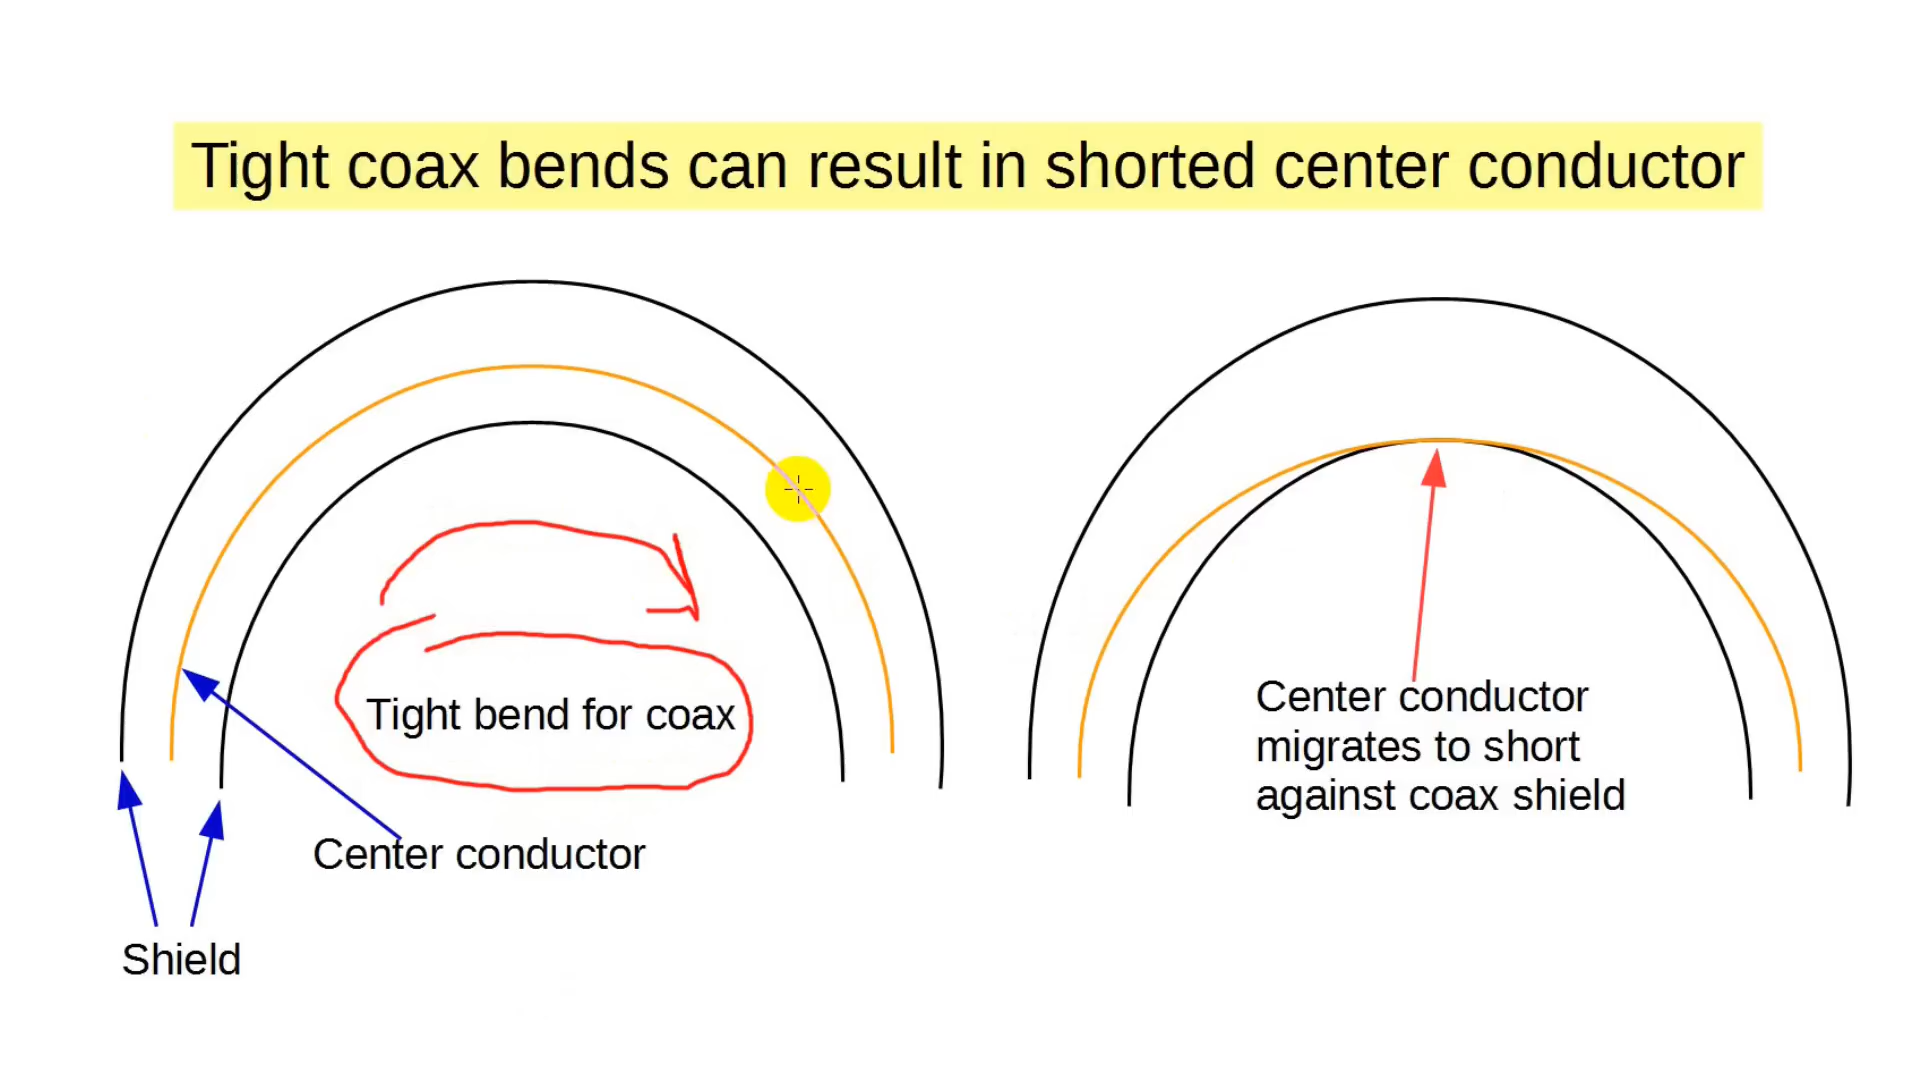 Tight coax bends can result in shorted center conductor
Tight bend for coax
Center conductor
Shield
Center conductor
migrates to short
against coax shield